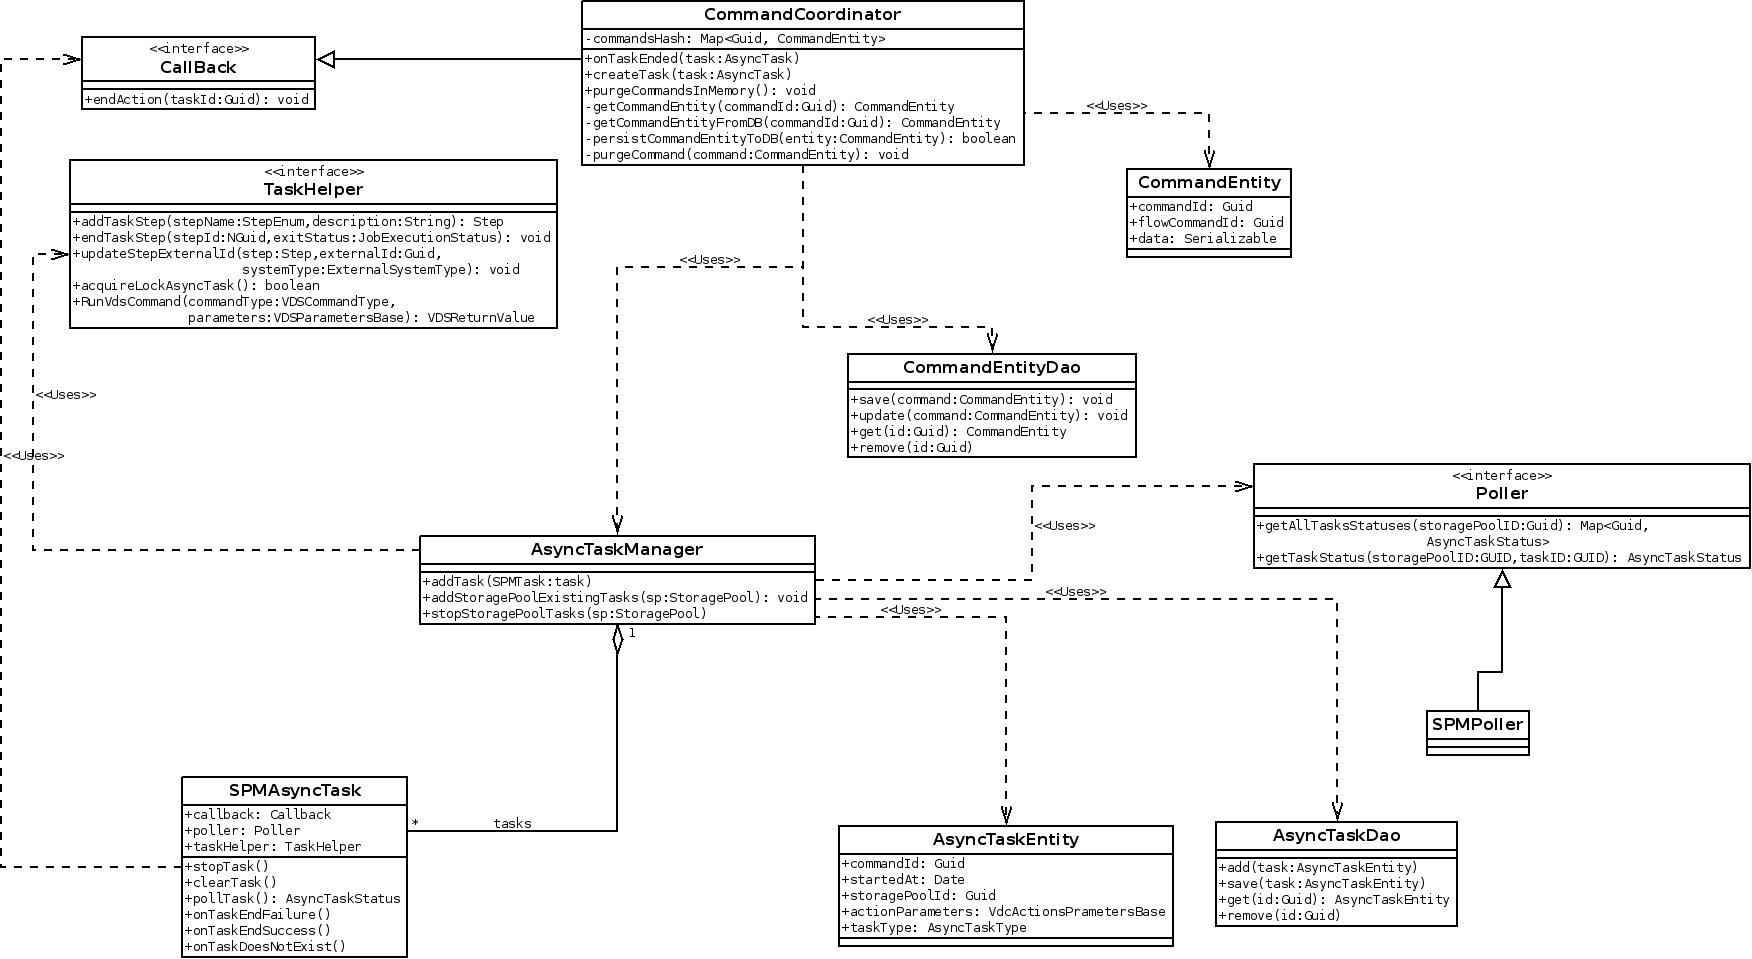 CommandCoordinator
-commandsHash: Map<Guid, CommandEntity>
+onTaskEnded(task:AsyncTask)
+createTask(task:AsyncTask)
+purgeCommandsInMemory(): void
-getCommandEntity(commandId:Guid): CommandEntity
-getCommandEntityFromDB(commandId:Guid): CommandEntity
-persistCommandEntityToDB(entity:CommandEntity): boolean
-purgeCommand(command:CommandEntity): void
<<interface>>
CallBack
+endAction(taskId:Guid): void
<<Uses>>
CommandEntity
+commandId: Guid
+flowCommandId: Guid
+data: Serializable
<<interface>>
TaskHelper
+addTaskStep(stepName:StepEnum,description:String): Step
+endTaskStep(stepId:NGuid,exitStatus:JobExecutionStatus): void
+updateStepExternalId(step:Step,externalId:Guid,
systemType:ExternalSystemType): void
+acquireLockAsyncTask(): boolean
+RunVdsCommand(commandType:VDSCommandType,
parameters:VDSParametersBase): VDSReturnValue
<<Uses>>
<<Uses>>
CommandEntityDao
+save(command:CommandEntity): void
+update(command:CommandEntity): void
+get(id:Guid): CommandEntity
+remove(id:Guid)
<<Uses>>
<<Uses>>
<<interface>>
Poller
+getAllTasksStatuses(storagePoolID:Guid): Map<Guid,
AsyncTaskStatus>
+getTaskStatus(storagePoolID:GUID,taskID:GUID): AsyncTaskStatus
<<Uses>>
AsyncTaskManager
+addTask(SPMTask:task)
+addStoragePoolExistingTasks(sp:StoragePool): void
+stopStoragePoolTasks(sp:StoragePool)
<<Uses>>
<<Uses>>
1
SPMPoller
SPMAsyncTask
+callback: Callback
+poller: Poller
+taskHelper: TaskHelper
+stopTask()
+clearTask()
+pollTask(): AsyncTaskStatus
+onTaskEndFailure()
+onTaskEndSuccess()
+onTaskDoesNotExist()
* tasks
AsyncTaskEntity
+commandId: Guid
+startedAt: Date
+storagePoolId: Guid
+actionParameters: VdcActionsPrametersBase
+taskType: AsyncTaskType
AsyncTaskDao
+add(task:AsyncTaskEntity)
+save(task:AsyncTaskEntity)
+get(id:Guid): AsyncTaskEntity
+remove(id:Guid)